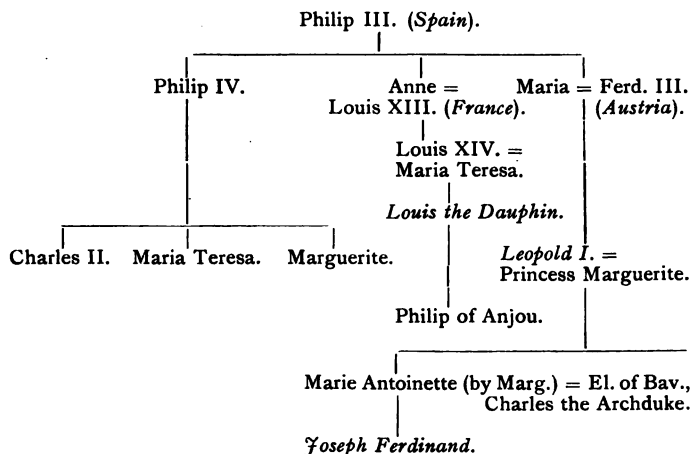 Philip III. (Spain).
Philip IV.
Anne =
Louis XIII. (France).
Maria = Ferd. III.
(Austria).
Louis XIV. =
Maria Teresa.
Louis the Dauphin.
Charles II. Maria Teresa. Marguerite.
Leopold I. =
Princess Marguerite.
Philip of Anjou.
Marie Antoinette (by Marg.) = El. of Bav.,
Charles the Archduke.
Joseph Ferdinand.